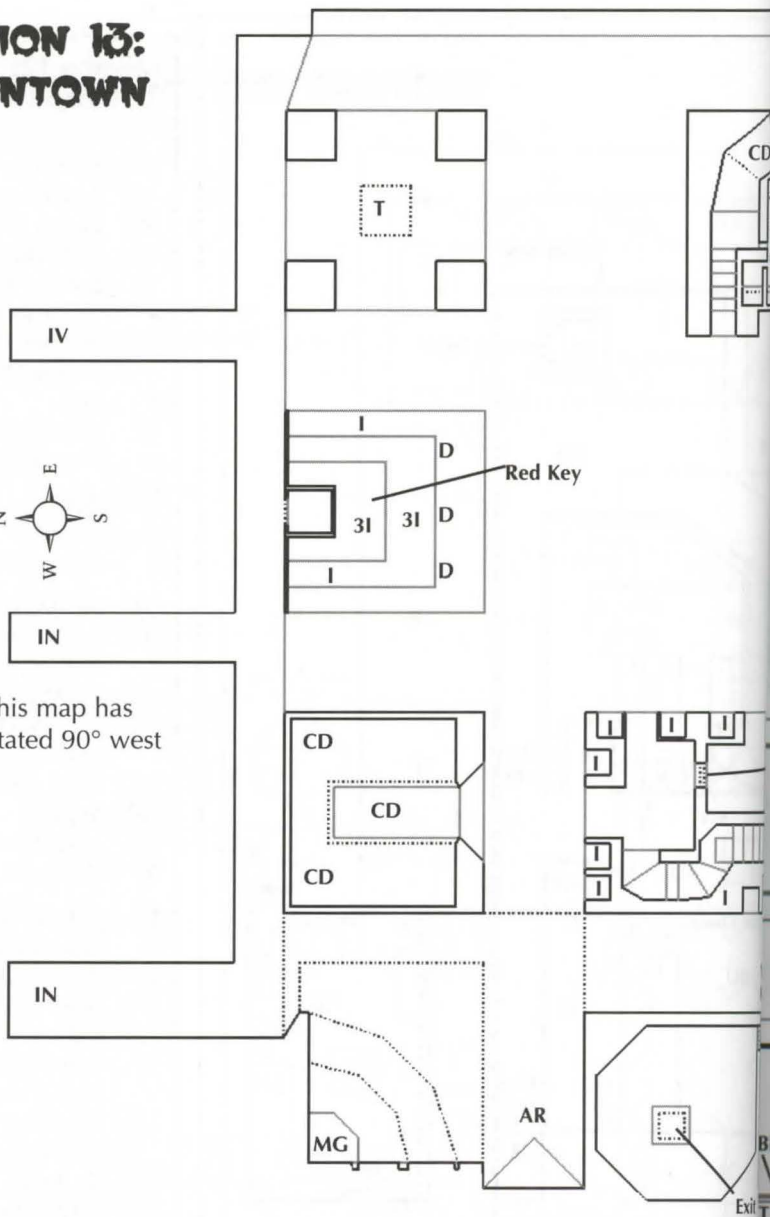 ION 13:
NTOWN
CD
T
IV
I
D
E
Red Key
N
S
3I
3I
D
W
I
D
IN
his map has
tated 90° west
CD
I
I
I
I
CD
CD
I
I
I
IN
AR
MG
B
Exit
T